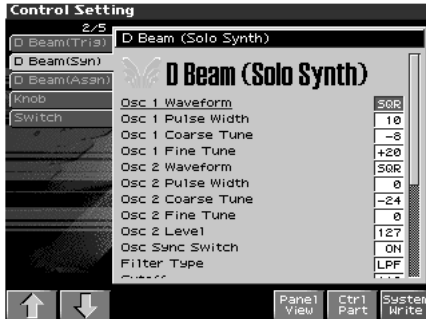 Control Setting
2/5
D Beam(Trig)
D Beam(Syn)
D Beam(Assn)
Knob
Switch
D Beam (Solo Synth)
D Beam (Solo Synth)
Osc 1 Waveform SQR
Osc 1 Pulse Width 10
Osc 1 Coarse Tune -8
Osc 1 Fine Tune +20
Osc 2 Waveform SQR
Osc 2 Pulse Width 0
Osc 2 Coarse Tune -24
Osc 2 Fine Tune 0
Osc 2 Level 127
Osc Sync Switch ON
Filter Type LPF
Panel View
Ctrl Part
System Write